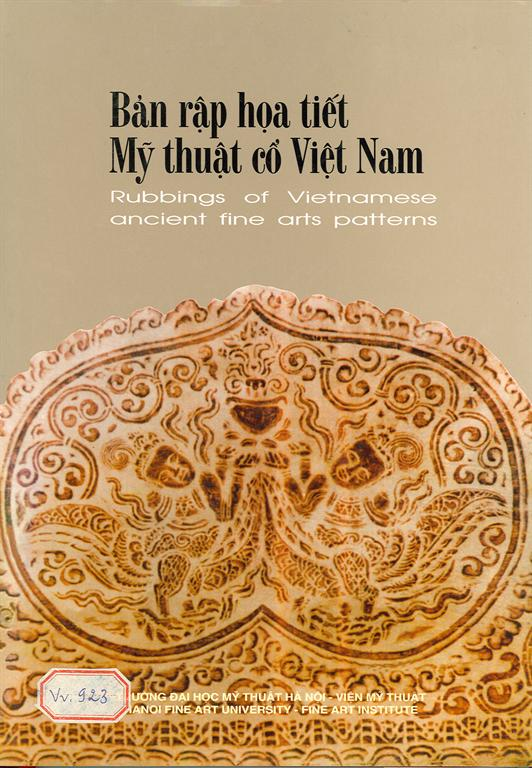 Bản rập họa tiết
Mỹ thuật cổ Việt Nam
Rubbings of Vietnamese
ancient fine arts patterns
Vv. 923
ƯỜNG ĐẠI HỌC MỸ THUẬT HÀ NỘI - VIỆN MỸ THUẬT
HANOI FINE ART UNIVERSITY - FINE ART INSTITUTE